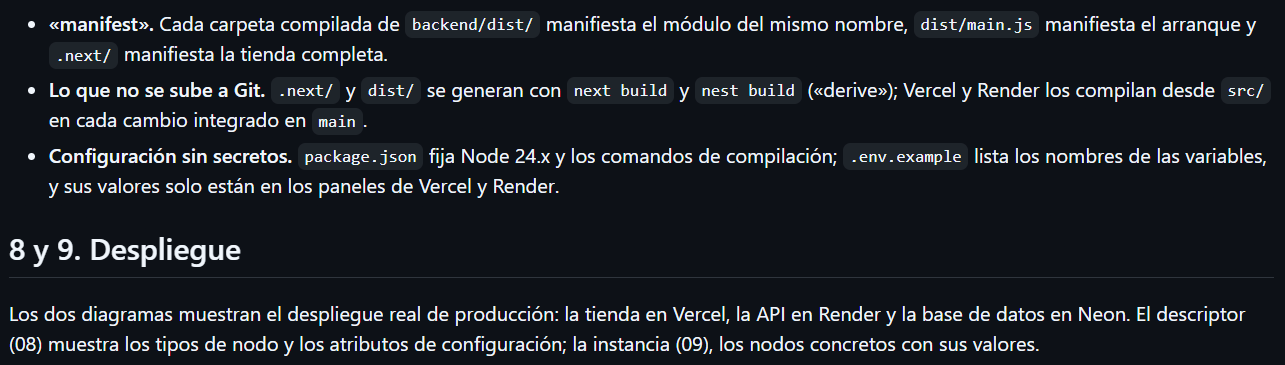 • «manifest». Cada carpeta compilada de backend/dist/ manifiesta el módulo del mismo nombre, dist/main.js manifiesta el arranque y
.next/ manifiesta la tienda completa.
• Lo que no se sube a Git. .next/ y dist/ se generan con next build y nest build («derive»); Vercel y Render los compilan desde src/
en cada cambio integrado en main.
• Configuración sin secretos. package.json fija Node 24.x y los comandos de compilación; .env.example lista los nombres de las variables,
y sus valores solo están en los paneles de Vercel y Render.
8 y 9. Despliegue
Los dos diagramas muestran el despliegue real de producción: la tienda en Vercel, la API en Render y la base de datos en Neon. El descriptor
(08) muestra los tipos de nodo y los atributos de configuración; la instancia (09), los nodos concretos con sus valores.